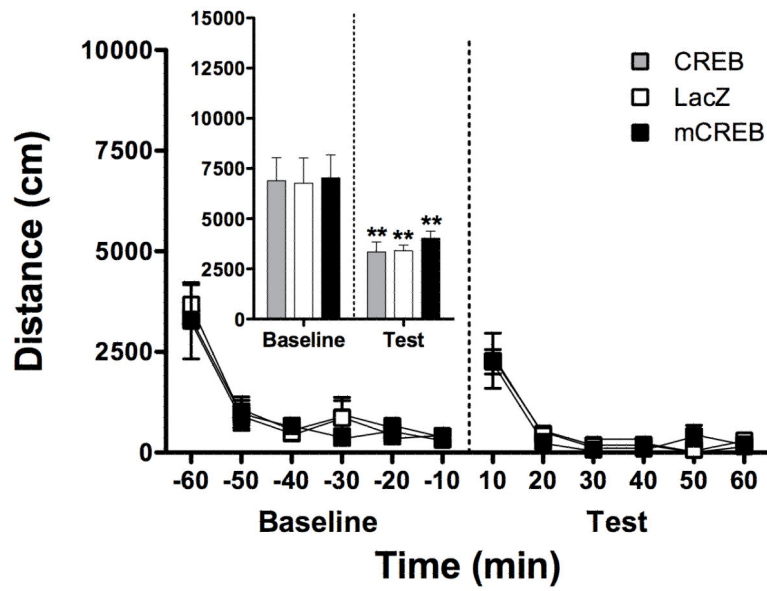 15000
12500
10000
7500
5000
2500
0
** ** **
Baseline Test
CREB
LacZ
mCREB
10000
7500
5000
2500
0
Distance (cm)
-60 -50 -40 -30 -20 -10 10 20 30 40 50 60
Baseline Test
Time (min)